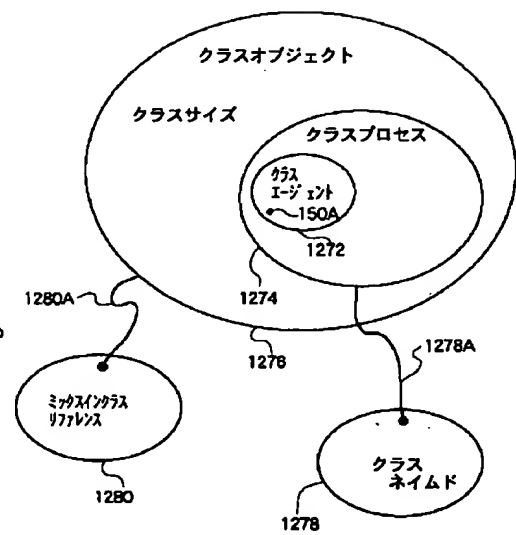 クラスオブジェクト
クラスサイズ
クラスプロセス
クラス
エージェント
150A
1272
1274
1280A
1276
1278A
ミックスインクラス
リファレンス
クラス
ネイムド
1280
1278